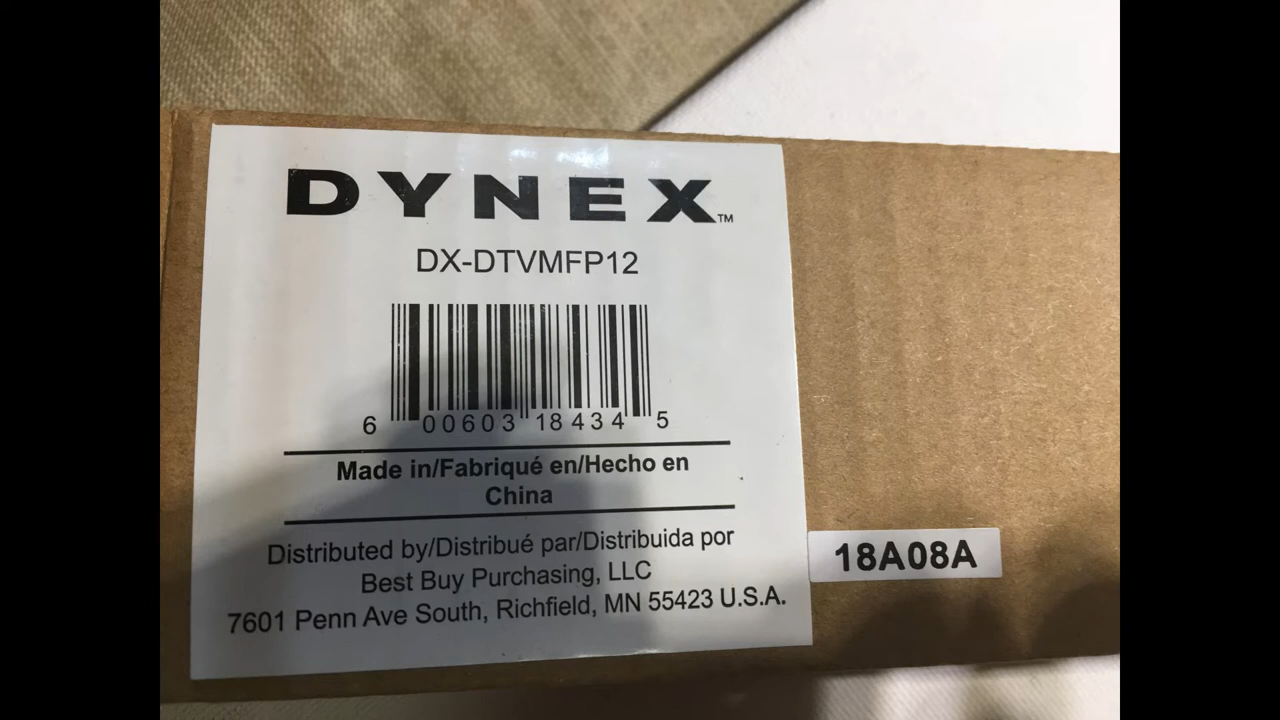 DYNEX™
DX-DTVMFP12
6 00603 18434 5
Made in/Fabriqué en/Hecho en
China
Distributed by/Distribué par/Distribuida por
Best Buy Purchasing, LLC
7601 Penn Ave South, Richfield, MN 55423 U.S.A.
18A08A